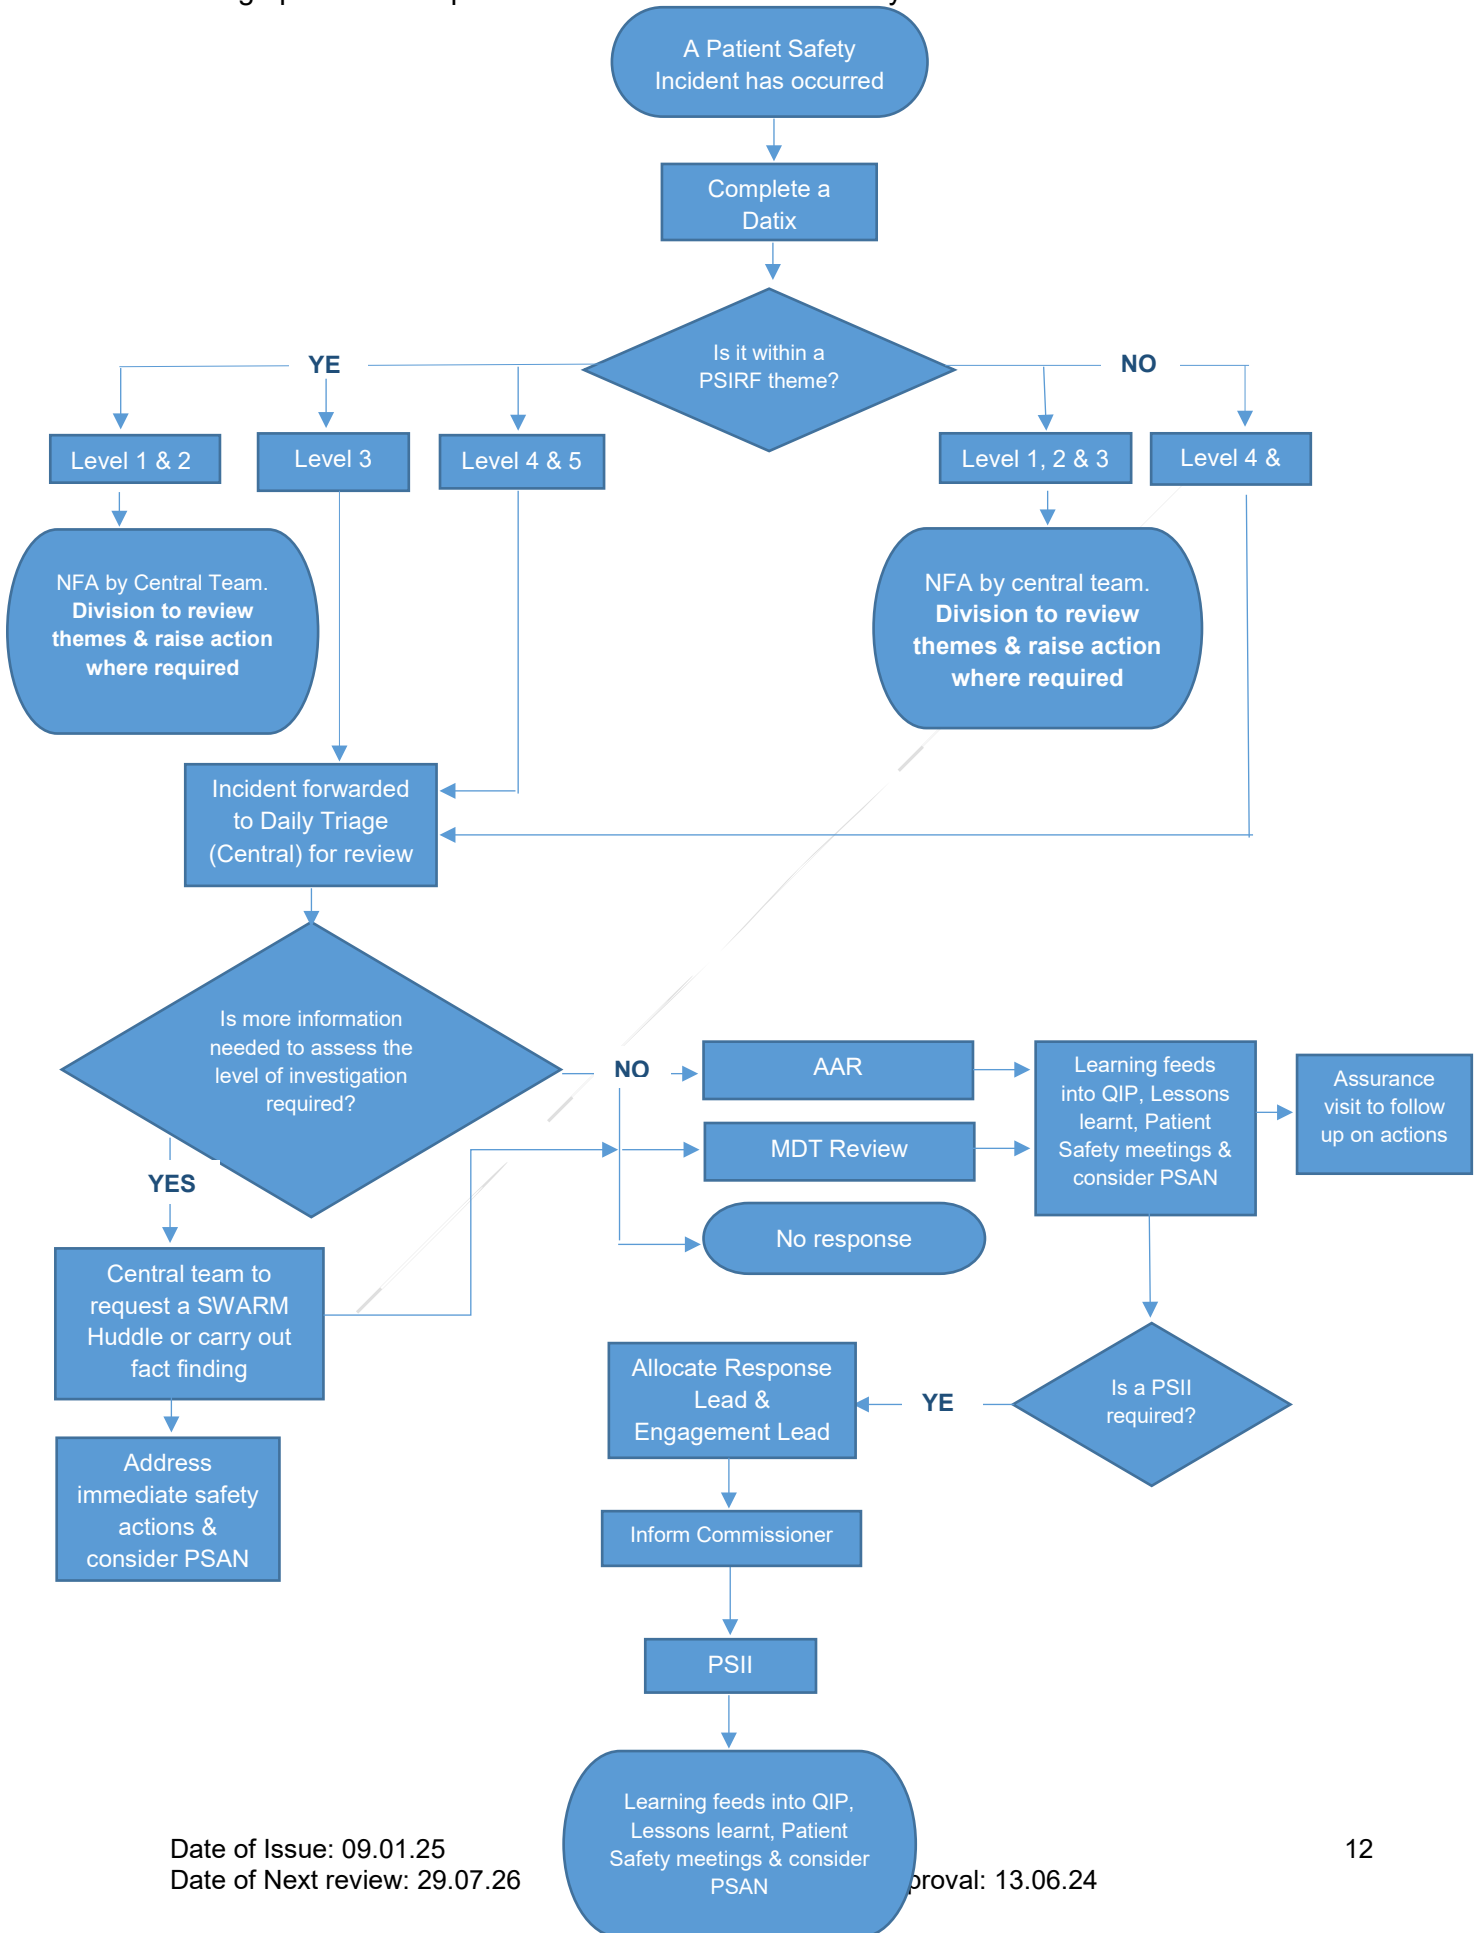 A Patient Safety
Incident has occurred
Complete a
Datix
Is it within a
PSIRF theme?
YE
NO
Level 1 & 2
Level 3
Level 4 & 5
Level 1, 2 & 3
Level 4 &
NFA by Central Team.
Division to review
themes & raise action
where required
NFA by central team.
Division to review
themes & raise action
where required
Incident forwarded
to Daily Triage
(Central) for review
Is more information
needed to assess the
level of investigation
required?
NO
YES
AAR
MDT Review
No response
Learning feeds
into QIP, Lessons
learnt, Patient
Safety meetings &
consider PSAN
Assurance
visit to follow
up on actions
Central team to
request a SWARM
Huddle or carry out
fact finding
Address
immediate safety
actions &
consider PSAN
Is a PSII
required?
YE
Allocate Response
Lead &
Engagement Lead
Inform Commissioner
PSII
Learning feeds into QIP,
Lessons learnt, Patient
Safety meetings & consider
PSAN
Date of Issue: 09.01.25
12
Date of Next review: 29.07.26
proval: 13.06.24